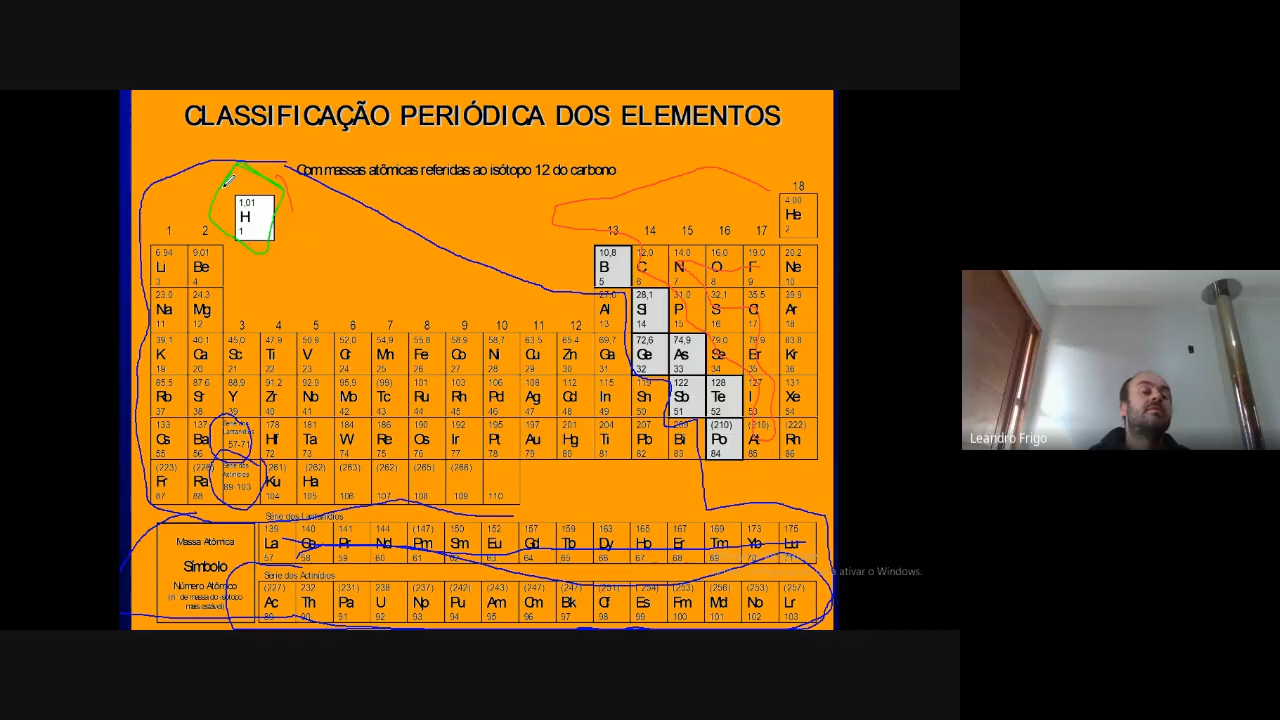 CLASSIFICAÇÃO PERIÓDICA DOS ELEMENTOS
Com massas atômicas referidas ao isótopo 12 do carbono
18
1,01 4.00
H He
1 2
1 2 13 14 15 16 17
6.94 9,01 10,8 12,0 14.0 16.0 19.0 20.2
Li Be B C N O F Ne
3 4 5 6 7 8 9 10
23,0 24.3 27,0 28,1 31,0 32,1 35.5 39,9
Na Mg Al Si P S Cl Ar
11 12 13 14 15 16 17 18
3 4 5 6 7 8 9 10 11 12
39.1 40.1 45,0 47,9 50,9 52,0 54,9 55,8 58,9 58,7 63,5 65,4 69,7 72,6 74,9 79,0 79,9 83,8
K Ca Sc Ti V Cr Mn Fe Co Ni Cu Zn Ga Ge As Se Br Kr
19 20 21 22 23 24 25 26 27 28 29 30 31 32 33 34 35 36
85.5 87.6 88,9 91.2 92.9 95,9 (99) 101 103 106 108 112 115 119 122 128 127 131
Rb Sr Y Zr Nb Mo Tc Ru Rh Pd Ag Cd In Sn Sb Te I Xe
37 38 39 40 41 42 43 44 45 46 47 48 49 50 51 52 53 54
133 137 Série dos Lantanídios 178 181 184 186 190 192 195 197 201 204 207 209 (210) (210) (222)
Cs Ba 57-71 Hf Ta W Re Os Ir Pt Au Hg Ti Pb Bi Po At Rn
55 56 72 73 74 75 76 77 78 79 80 81 82 83 84 85 86
(223) (226) Série dos Actinídios (261) (262) (263) (262) (265) (266)
Fr Ra 89-103 Ku Ha
87 88 104 105 106 107 108 109 110
Série dos Lantanídios
139 140 141 144 (147) 150 152 157 159 163 165 167 169 173 175
Massa Atômica La Ce Pr Nd Pm Sm Eu Gd Tb Dy Ho Er Tm Yb Lu
57 58 59 60 61 62 63 64 65 66 67 68 69 70 71
Símbolo
Série dos Actinídios
Número Atômico (227) 232 (231) 238 (237) (242) (243) (247) (247) (251) (254) (253) (256) (253) (257)
( ) de massa do isótopo Ac Th Pa U Np Pu Am Cm Bk Cf Es Fm Md No Lr
mais estável 89 90 91 92 93 94 95 96 97 98 99 100 101 102 103
a ativar o Windows.
Leandro Frigo